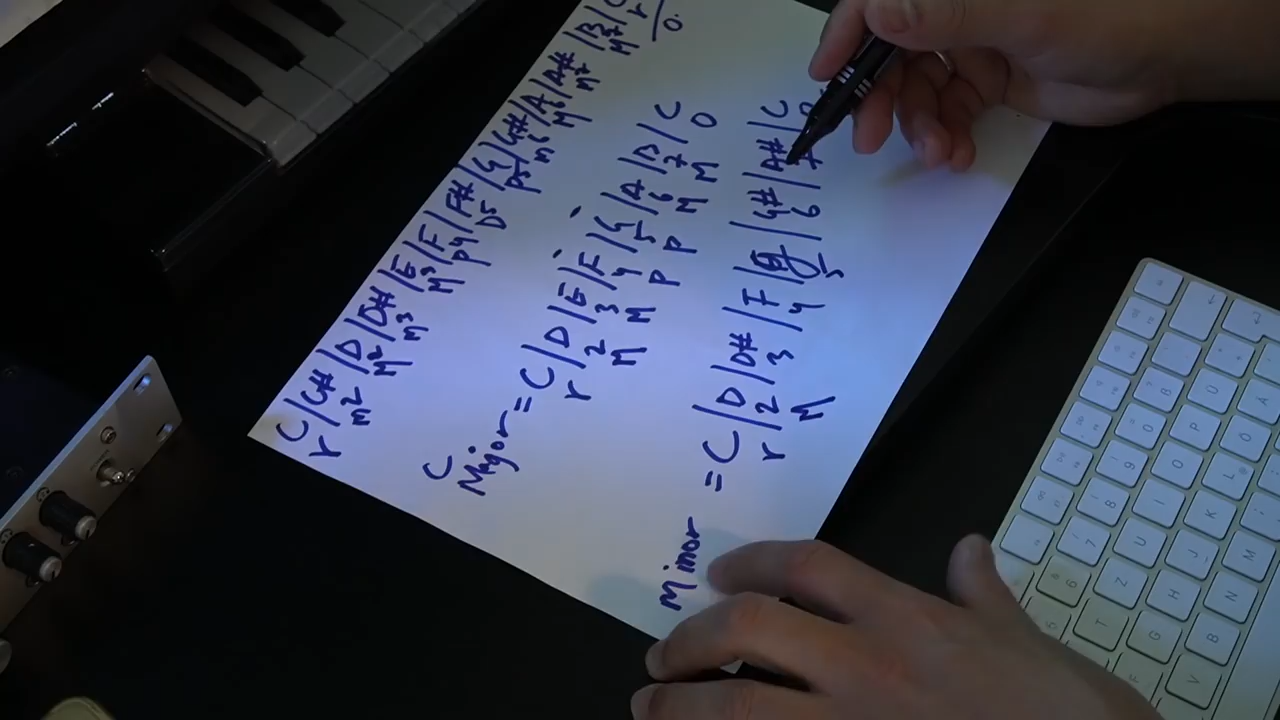 C / C# / D / D# / E / F / F# / G / G# / A / A# / B / C
r m2 M2 m3 M3 P4 D5 P5 m6 M6 m7 M7 r
O.
C
Major = C / D / E / F / G / A / B / C
r 2 3 4 5 6 7 O
M M P P M M
Minor = C / D / D# / F / G / G# / A# / C
r 2 3 4 5 6 7
M